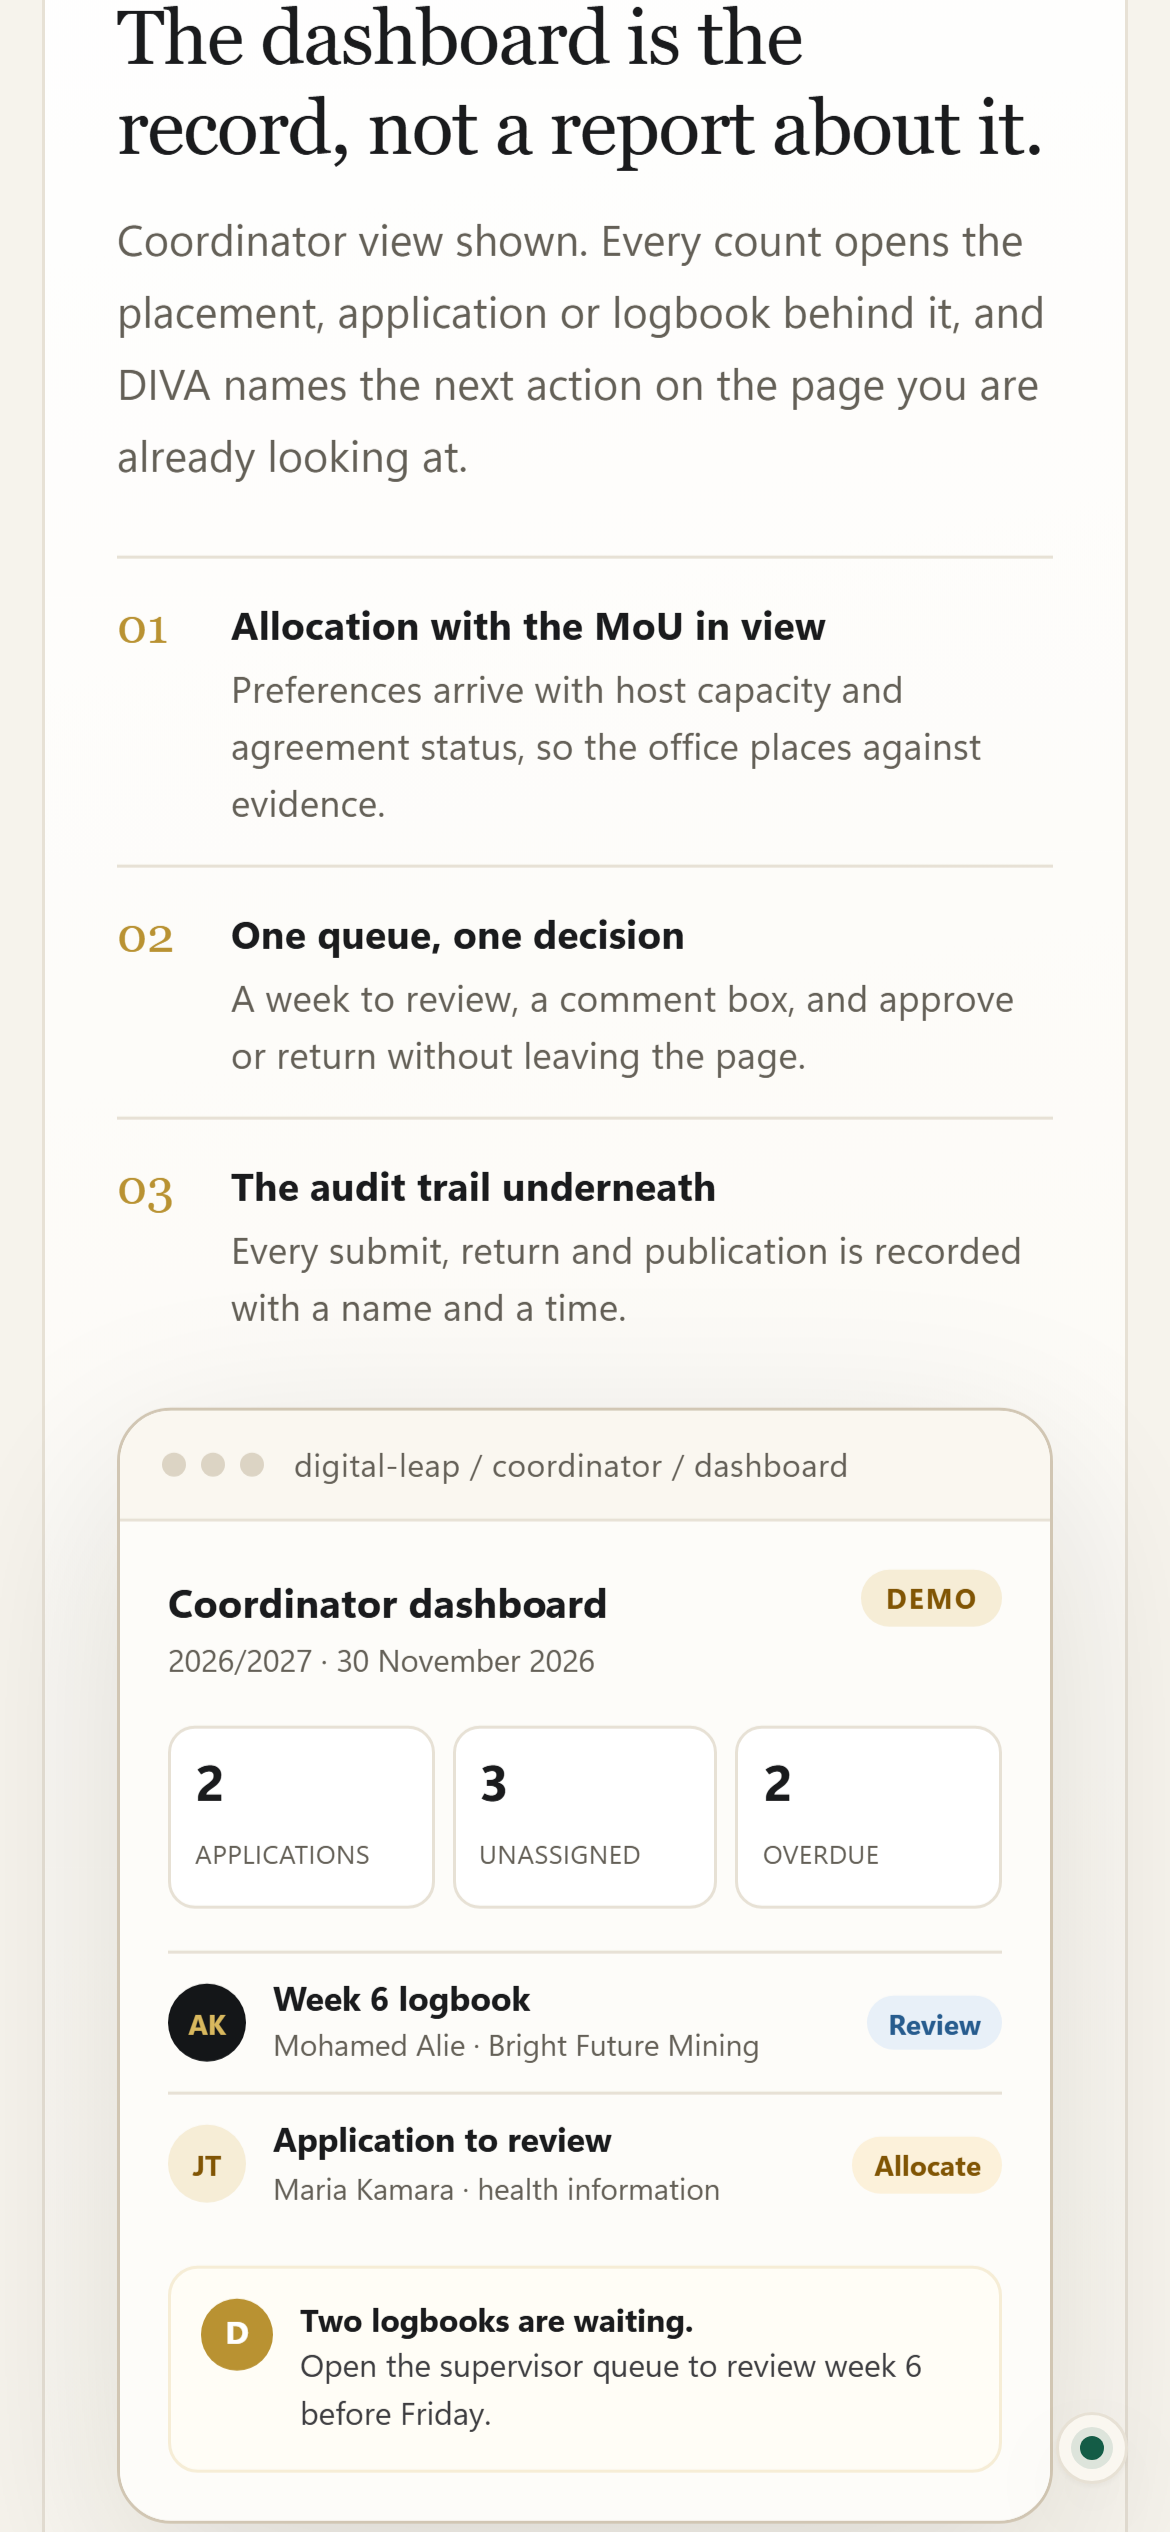 The dashboard is the
record, not a report about it.
Coordinator view shown. Every count opens the
placement, application or logbook behind it, and
DIVA names the next action on the page you are
already looking at.
01 Allocation with the MoU in view
Preferences arrive with host capacity and
agreement status, so the office places against
evidence.
02 One queue, one decision
A week to review, a comment box, and approve
or return without leaving the page.
03 The audit trail underneath
Every submit, return and publication is recorded
with a name and a time.
digital-leap / coordinator / dashboard
Coordinator dashboard DEMO
2026/2027 · 30 November 2026
2 3 2
APPLICATIONS UNASSIGNED OVERDUE
AK Week 6 logbook Review
Mohamed Alie · Bright Future Mining
JT Application to review Allocate
Maria Kamara · health information
D Two logbooks are waiting.
Open the supervisor queue to review week 6
before Friday.